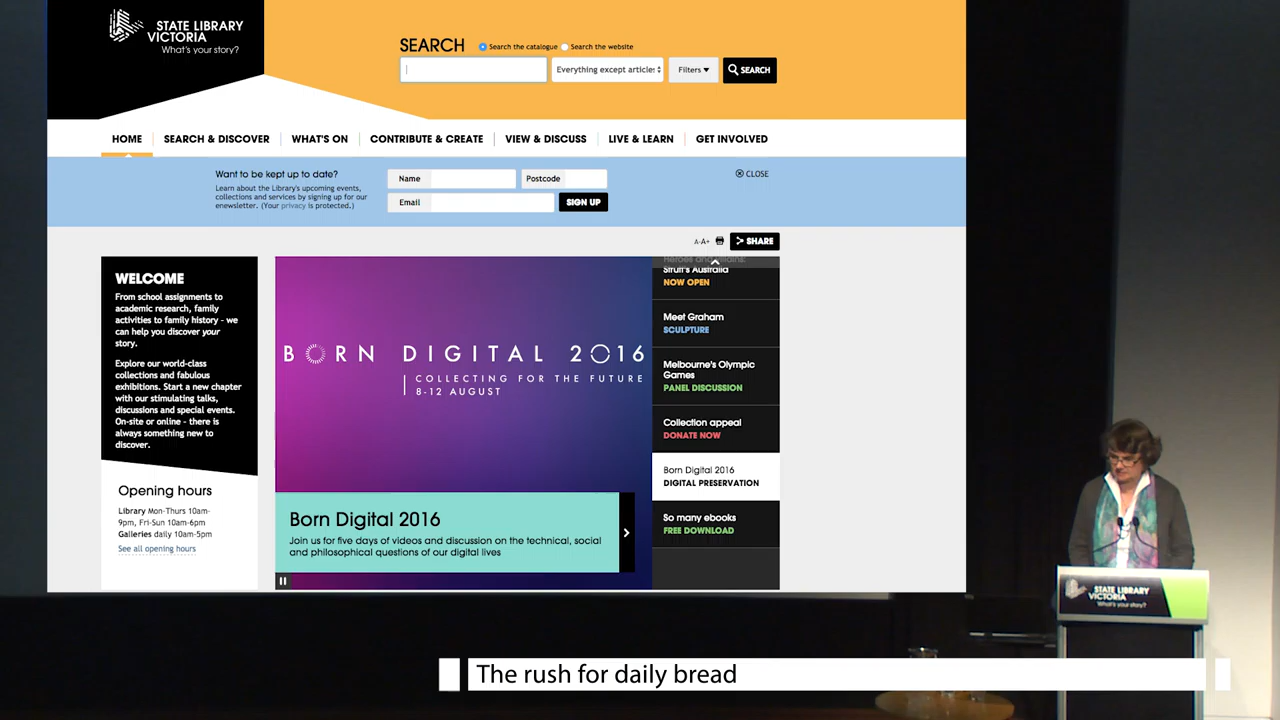 STATE LIBRARY
VICTORIA
What's your story?
SEARCH
Search the catalogue
Search the website
Everything except articles
Filters
SEARCH
HOME
SEARCH & DISCOVER
WHAT'S ON
CONTRIBUTE & CREATE
VIEW & DISCUSS
LIVE & LEARN
GET INVOLVED
Want to be kept up to date?
Learn about the Library's upcoming events,
collections and services by signing up for our
enewsletter. (Your privacy is protected.)
Name
Postcode
Email
SIGN UP
CLOSE
A-A+
SHARE
WELCOME
From school assignments to
academic research, family
activities to family history - we
can help you discover your
story.
Explore our world-class
collections and fabulous
exhibitions. Start a new chapter
with our stimulating talks,
discussions and special events.
On-site or online - there is
always something new to
discover.
Opening hours
Library Mon-Thurs 10am-
9pm, Fri-Sun 10am-6pm
Galleries daily 10am-5pm
See all opening hours
BORN DIGITAL 2016
COLLECTING FOR THE FUTURE
8-12 AUGUST
Born Digital 2016
Join us for five days of videos and discussion on the technical, social
and philosophical questions of our digital lives
Heroes and villains:
Strutt's Australia
NOW OPEN
Meet Graham
SCULPTURE
Melbourne's Olympic
Games
PANEL DISCUSSION
Collection appeal
DONATE NOW
Born Digital 2016
DIGITAL PRESERVATION
So many ebooks
FREE DOWNLOAD
STATE LIBRARY
VICTORIA
What's your story?
The rush for daily bread